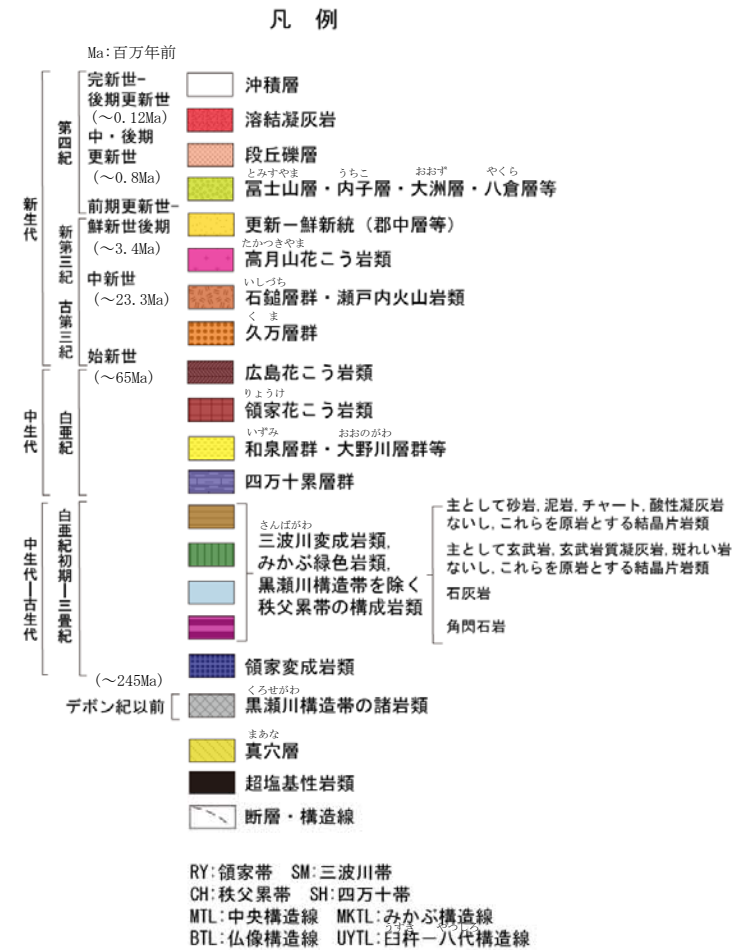 凡 例
Ma:百万年前
新生代
第四紀
新第三紀
古第三紀
完新世−
後期更新世
(～0.12Ma)
中・後期
更新世
(～0.8Ma)
前期更新世−
鮮新世後期
(～3.4Ma)
中新世
(～23.3Ma)
始新世
(～65Ma)
中生代
白亜紀
中生代―古生代
白亜紀初期―三畳紀
(～245Ma)
デボン紀以前
沖積層
溶結凝灰岩
段丘礫層
とみすやま うちこ おおず やくら
冨士山層・内子層・大洲層・八倉層等
更新−鮮新統（郡中層等）
たかつきやま
高月山花こう岩類
いしづち
石鎚層群・瀬戸内火山岩類
くま
久万層群
広島花こう岩類
りょうけ
領家花こう岩類
いずみ おおのがわ
和泉層群・大野川層群等
四万十累層群
さんばがわ
三波川変成岩類,
みかぶ緑色岩類,
黒瀬川構造帯を除く
秩父累帯の構成岩類
主として砂岩, 泥岩, チャート, 酸性凝灰岩
ないし, これらを原岩とする結晶片岩類
主として玄武岩, 玄武岩質凝灰岩, 斑れい岩
ないし, これらを原岩とする結晶片岩類
石灰岩
角閃石岩
領家変成岩類
くろせがわ
黒瀬川構造帯の諸岩類
まあな
真穴層
超塩基性岩類
断層・構造線
RY:領家帯 SM:三波川帯
CH:秩父累帯 SH:四万十帯
MTL:中央構造線 MKTL:みかぶ構造線
うすき やつしろ
BTL:仏像構造線 UYTL:臼杵−八代構造線